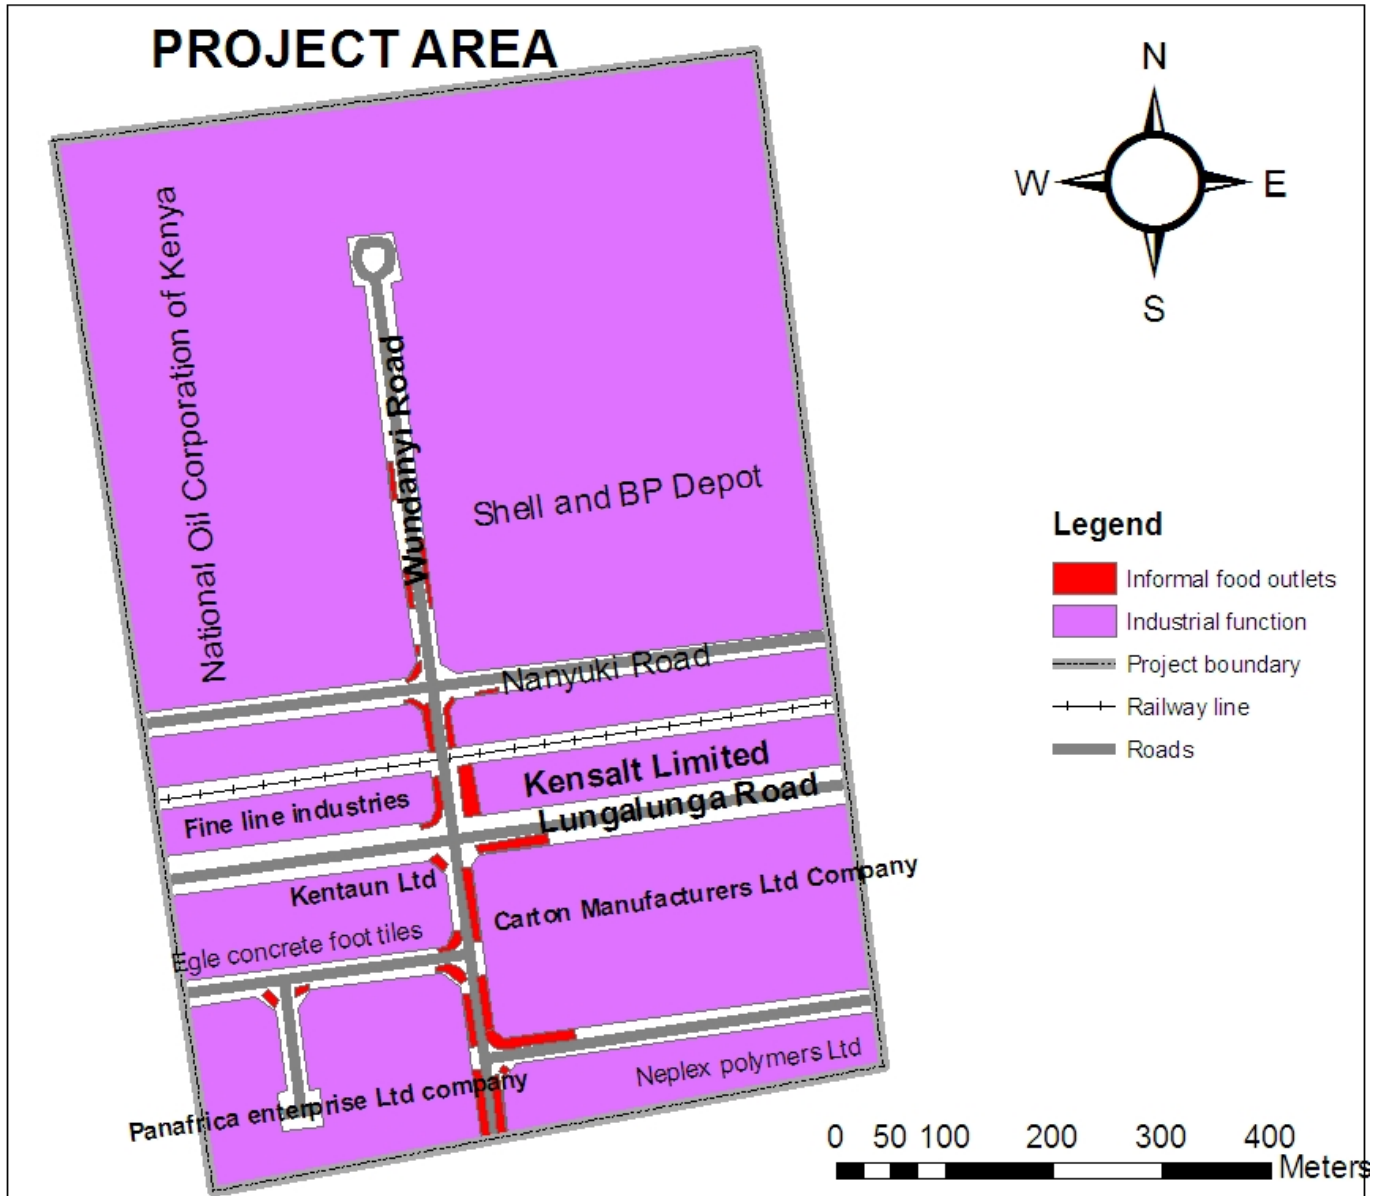 PROJECT AREA
N
W
E
S
National Oil Corporation of Kenya
Wundanyi Road
Shell and BP Depot
Nanyuki Road
Kensalt Limited
Fine line industries
Lungalunga Road
Kentaun Ltd
Carton Manufacturers Ltd Company
Egle concrete foot tiles
Neplex polymers Ltd
Panafrica enterprise Ltd company
Legend
Informal food outlets
Industrial function
Project boundary
Railway line
Roads
0 50 100 200 300 400
Meters